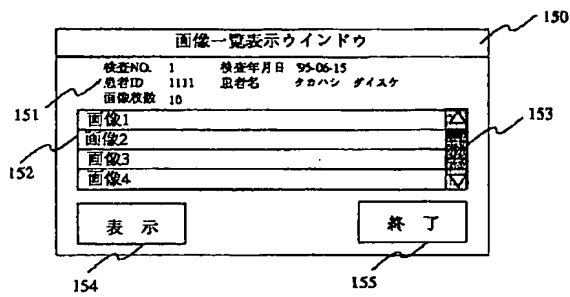 画像一覧表示ウインドウ 150
検査NO. 1 検査年月日 '95-06-15
151 患者ID 1111 患者名 タカハシ ダイスケ
画像枚数 10
画像1
画像2 153
画像3
152 画像4
表示 終了
154 155